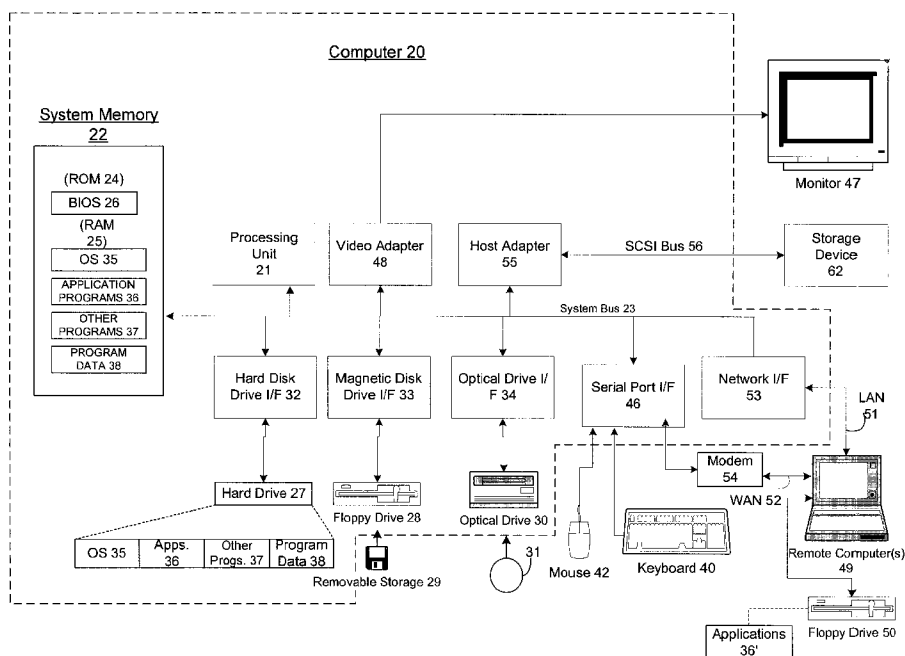 Computer 20
System Memory
22
(ROM 24)
BIOS 26
(RAM
25)
OS 35
APPLICATION
PROGRAMS 36
OTHER
PROGRAMS 37
PROGRAM
DATA 38
Processing
Unit
21
Video Adapter
48
Host Adapter
55
SCSI Bus 56
Storage
Device
62
Monitor 47
System Bus 23
Hard Disk
Drive I/F 32
Magnetic Disk
Drive I/F 33
Optical Drive I/
F 34
Serial Port I/F
46
Network I/F
53
LAN
51
Modem
54
WAN 52
Hard Drive 27
Floppy Drive 28
Optical Drive 30
OS 35
Apps.
36
Other
Progs. 37
Program
Data 38
Removable Storage 29
31
Mouse 42
Keyboard 40
Remote Computer(s)
49
Floppy Drive 50
Applications
36'